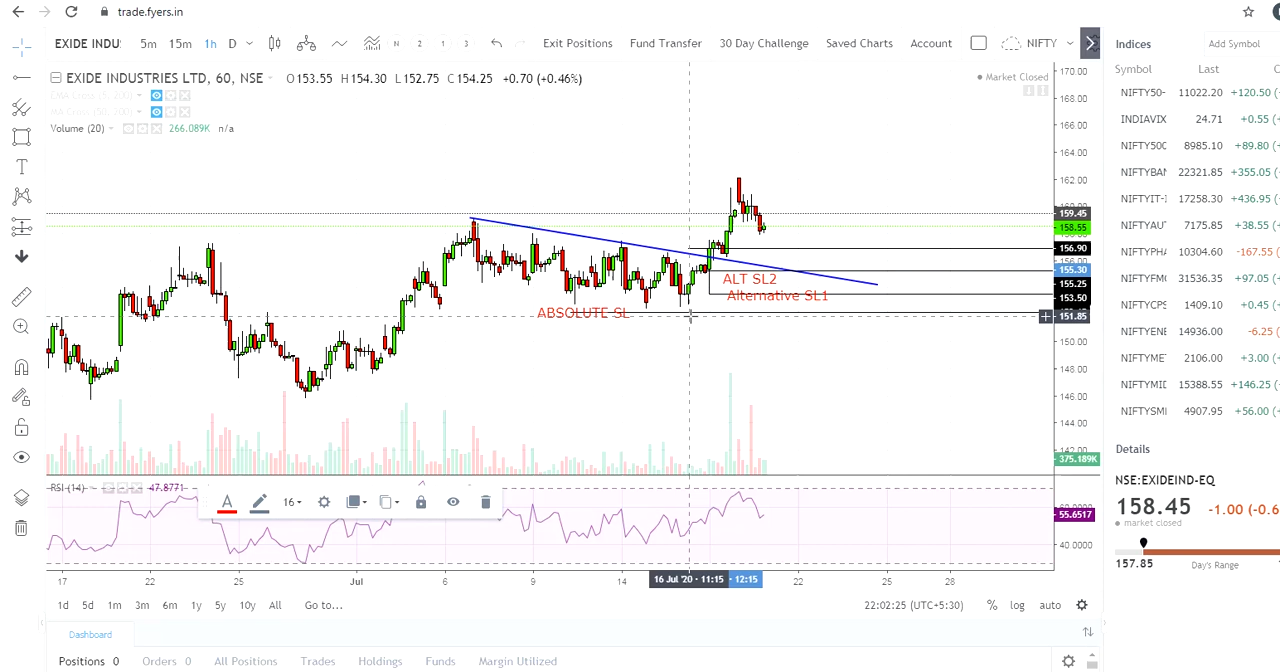 trade.fyers.in
EXIDE INDU: 5m 15m 1h D N 2 1 3 Exit Positions Fund Transfer 30 Day Challenge Saved Charts Account NIFTY
EXIDE INDUSTRIES LTD, 60, NSE O153.55 H154.30 L152.75 C154.25 +0.70 (+0.46%)
Market Closed
Volume (20) 266.089K n/a
170.00
168.00
166.00
164.00
162.00
159.45
158.55
156.90
155.30
155.25
153.50
151.85
150.00
148.00
146.00
144.00
375.189K
ALT SL2
Alternative SL1
ABSOLUTE SL
RSI (14) 47.8771
16
55.6517
40.0000
17 22 25 Jul 6 9 14 16 Jul '20 - 11:15 - 12:15 22 25 28
1d 5d 1m 3m 6m 1y 5y 10y All Go to... 22:02:25 (UTC+5:30) % log auto
Dashboard
Positions 0 Orders 0 All Positions Trades Holdings Funds Margin Utilized
Indices Add Symbol
Symbol Last C
NIFTY50- 11022.20 +120.50 (
INDIAVIX 24.71 +0.55 (
NIFTY50C 8985.10 +89.80 (
NIFTYBAN 22321.85 +355.05 (
NIFTYIT-I 17258.30 +436.95 (
NIFTYAU 7175.85 +38.55 (
NIFTYPHA 10304.60 -167.55 (
NIFTYFM 31536.35 +97.05 (
NIFTYCPS 1409.10 +0.45 (
NIFTYENE 14936.00 -6.25 (
NIFTYME 2106.00 +3.00 (
NIFTYMID 15388.55 +146.25 (
NIFTYSM 4907.95 +56.00 (
Details
NSE:EXIDEIND-EQ
158.45 -1.00 (-0.6
market closed
157.85 Day's Range